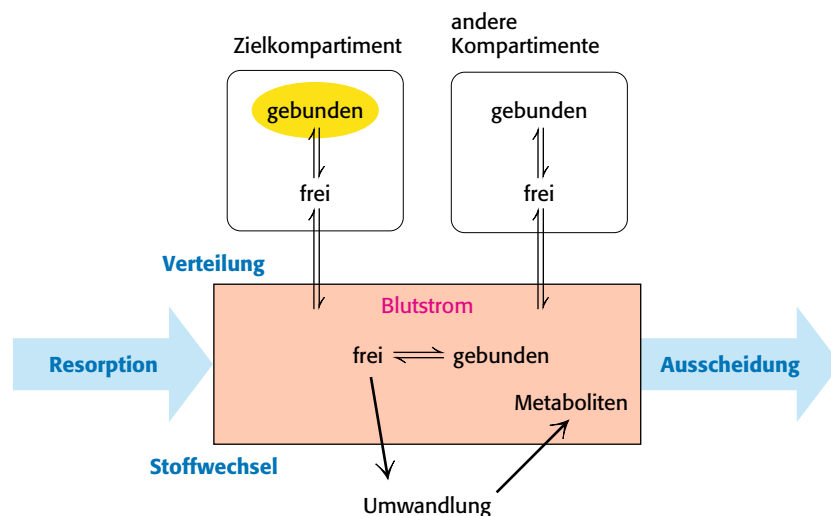 Zielkompartiment
andere
Kompartimente
gebunden
gebunden
frei
frei
Verteilung
Blutstrom
Resorption
frei
gebunden
Ausscheidung
Metaboliten
Stoffwechsel
Umwandlung